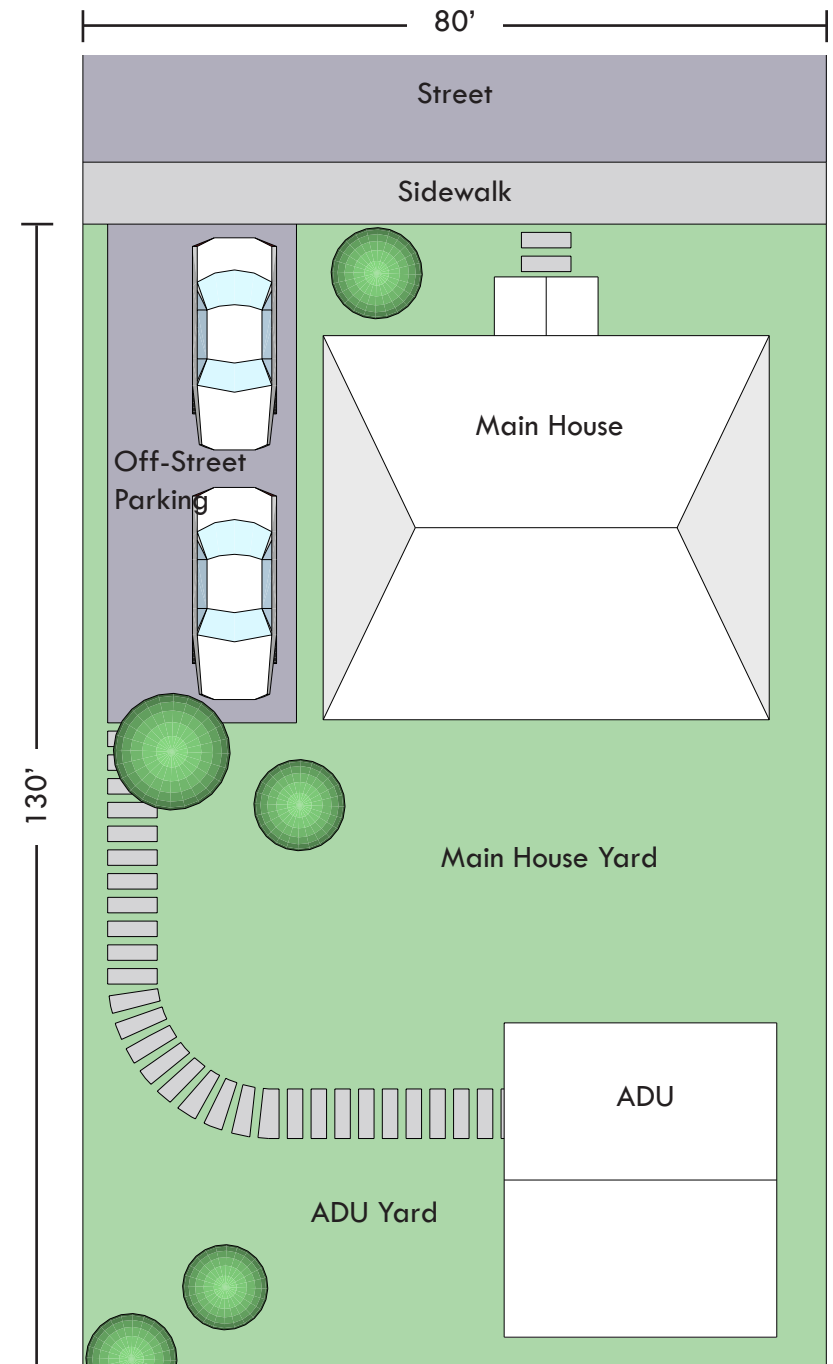 80’
Street
Sidewalk
Main House
Off-Street
Parking
130’
Main House Yard
ADU
ADU Yard